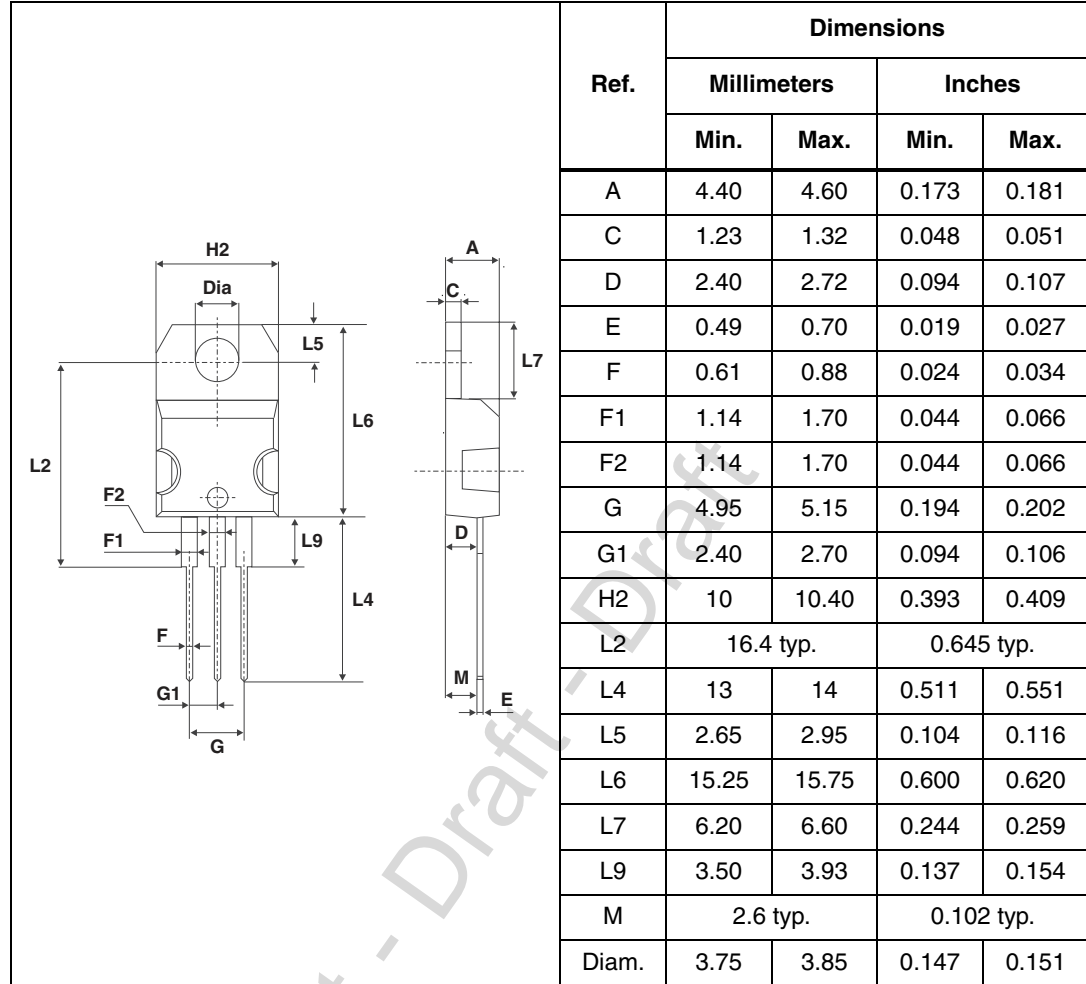 H2
A
Dia
C
L5
L7
L6
L2
F2
D
F1
L9
L4
F
M
G1
E
G
Ref. Dimensions
Millimeters Inches
Min. Max. Min. Max.
A 4.40 4.60 0.173 0.181
C 1.23 1.32 0.048 0.051
D 2.40 2.72 0.094 0.107
E 0.49 0.70 0.019 0.027
F 0.61 0.88 0.024 0.034
F1 1.14 1.70 0.044 0.066
F2 1.14 1.70 0.044 0.066
G 4.95 5.15 0.194 0.202
G1 2.40 2.70 0.094 0.106
H2 10 10.40 0.393 0.409
L2 16.4 typ. 0.645 typ.
L4 13 14 0.511 0.551
L5 2.65 2.95 0.104 0.116
L6 15.25 15.75 0.600 0.620
L7 6.20 6.60 0.244 0.259
L9 3.50 3.93 0.137 0.154
M 2.6 typ. 0.102 typ.
Diam. 3.75 3.85 0.147 0.151
- Draft - Draft